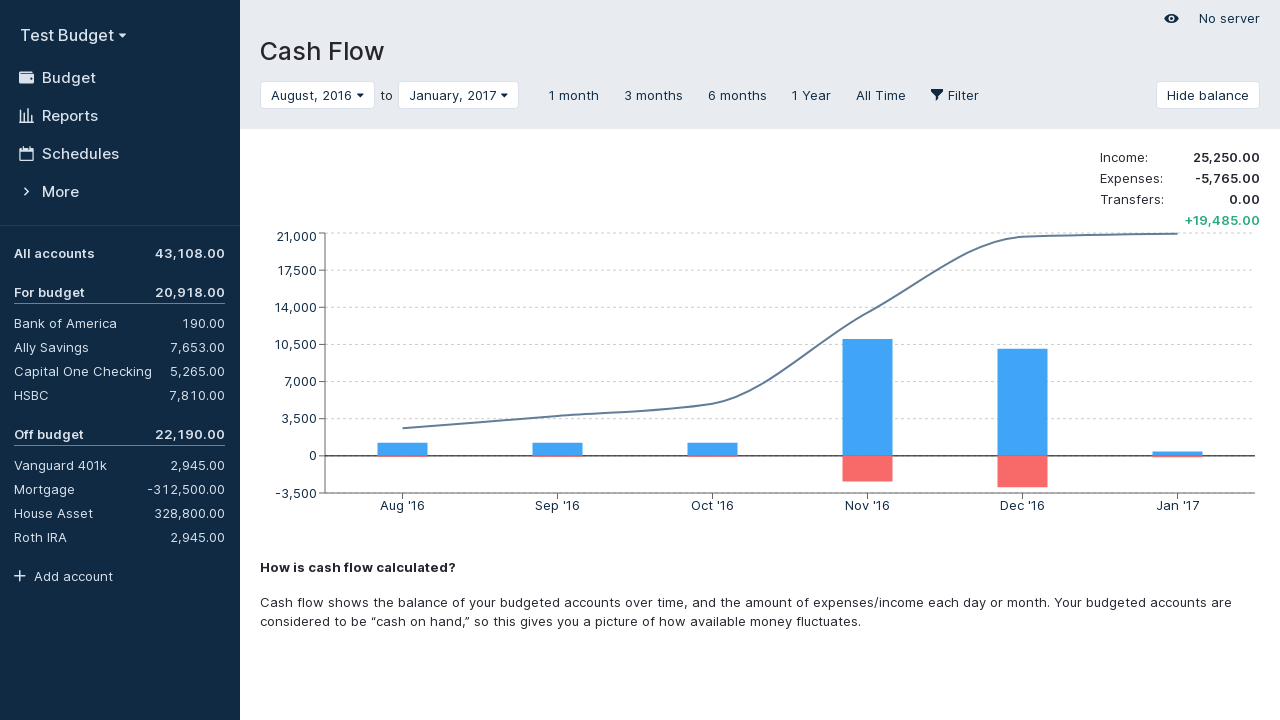 Test Budget
Budget
Reports
Schedules
More
All accounts 43,108.00
For budget 20,918.00
Bank of America 190.00
Ally Savings 7,653.00
Capital One Checking 5,265.00
HSBC 7,810.00
Off budget 22,190.00
Vanguard 401k 2,945.00
Mortgage -312,500.00
House Asset 328,800.00
Roth IRA 2,945.00
Add account
No server
Cash Flow
August, 2016 to January, 2017 1 month 3 months 6 months 1 Year All Time Filter Hide balance
Income: 25,250.00
Expenses: -5,765.00
Transfers: 0.00
+19,485.00
21,000
17,500
14,000
10,500
7,000
3,500
0
-3,500
Aug '16 Sep '16 Oct '16 Nov '16 Dec '16 Jan '17
How is cash flow calculated?
Cash flow shows the balance of your budgeted accounts over time, and the amount of expenses/income each day or month. Your budgeted accounts are
considered to be “cash on hand,” so this gives you a picture of how available money fluctuates.